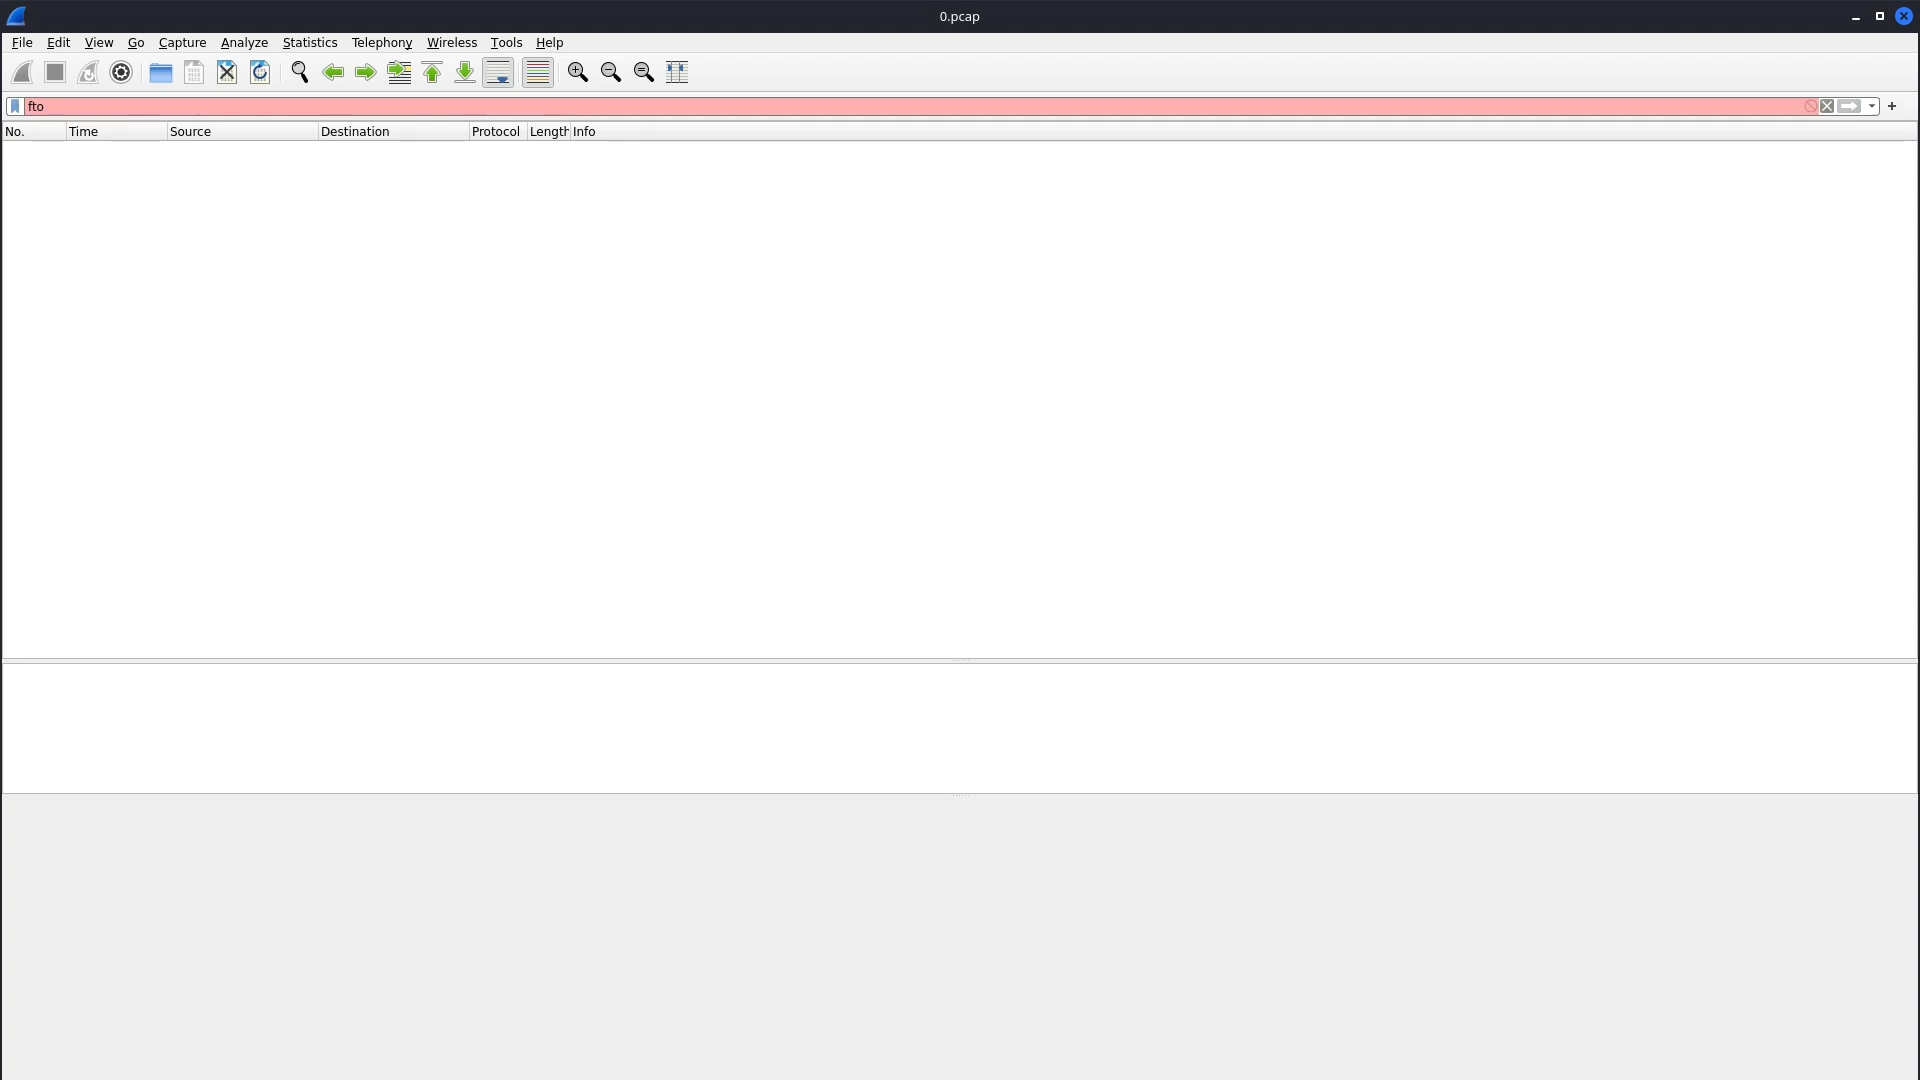 0.pcap
File Edit View Go Capture Analyze Statistics Telephony Wireless Tools Help
fto
No. Time Source Destination Protocol Length Info